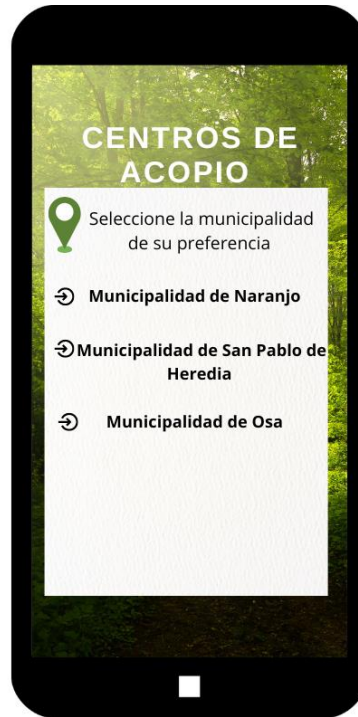 CENTROS DE
ACOPIO
Seleccione la municipalidad
de su preferencia
Municipalidad de Naranjo
Municipalidad de San Pablo de
Heredia
Municipalidad de Osa